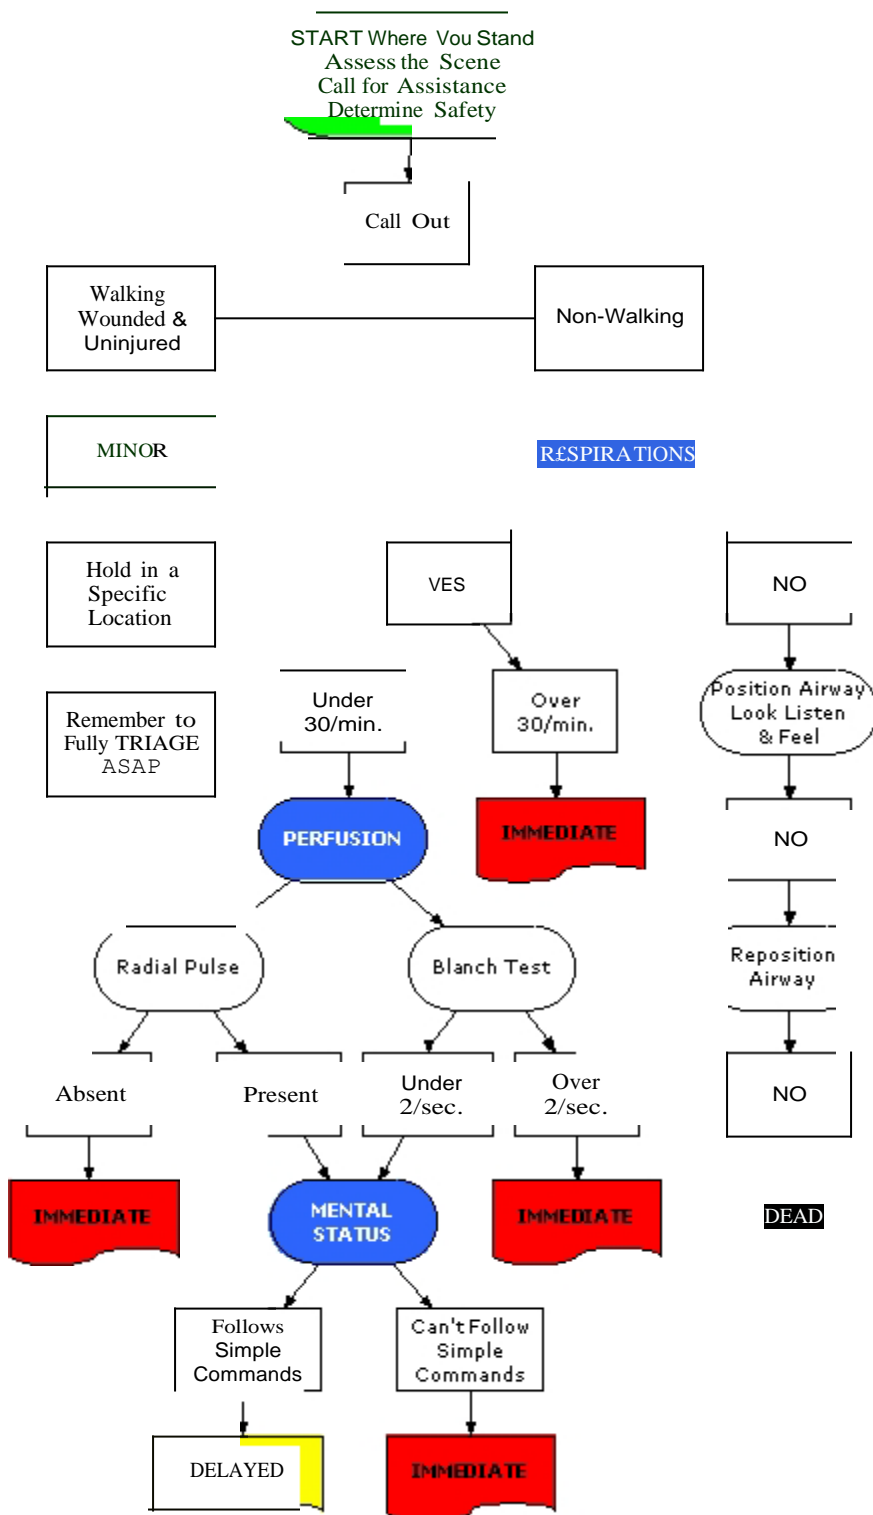 START Where Vou Stand
Assess the Scene
Call for Assistance
Determine Safety
Call Out
Walking
Wounded &
Uninjured
Non-Walking
MINOR
R£SPIRATlONS
Hold in a
Specific
Location
VES
NO
Remember to
Fully TRIAGE
ASAP
Under
30/min.
Over
30/min.
Position Airway
Look Listen
& Feel
PERFUSION
IMMEDIATE
NO
Radial Pulse
Blanch Test
Reposition
Airway
Absent
Present
Under
2/sec.
Over
2/sec.
NO
IMMEDIATE
MENTAL
STATUS
IMMEDIATE
DEAD
Follows
Simple
Commands
Can't Follow
Simple
Commands
DELAYED
IMMEDIATE